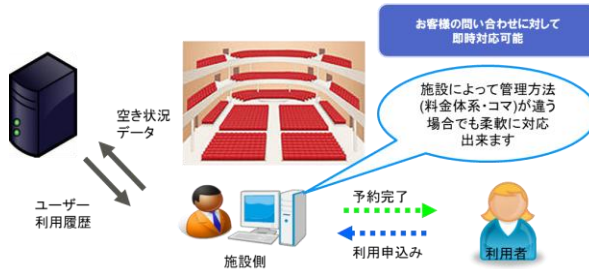 お客様の問い合わせに対して
即時対応可能
施設によって管理方法
(料金体系・コマ)が違う
場合でも柔軟に対応
出来ます
空き状況
データ
ユーザー
利用履歴
予約完了
利用申込み
施設側
利用者